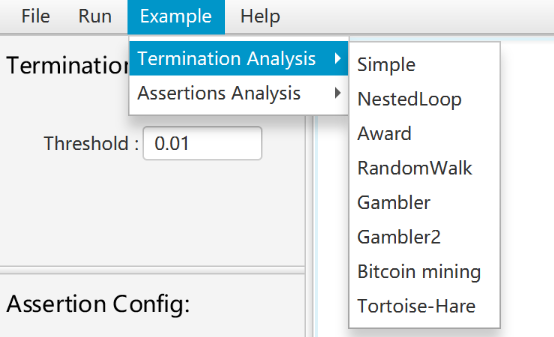 File Run Example Help
Termination
Termination Analysis
Assertions Analysis
Simple
NestedLoop
Award
RandomWalk
Gambler
Gambler2
Bitcoin mining
Tortoise-Hare
Threshold : 0.01
Assertion Config: